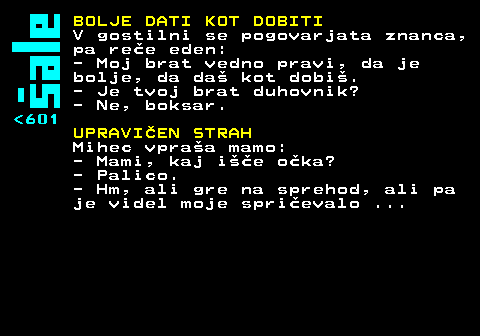 šale
<601
BOLJE DATI KOT DOBITI
V gostilni se pogovarjata znanca,
pa reče eden:
- Moj brat vedno pravi, da je
bolje, da daš kot dobiš.
- Je tvoj brat duhovnik?
- Ne, boksar.
UPRAVIČEN STRAH
Mihec vpraša mamo:
- Mami, kaj išče očka?
- Palico.
- Hm, ali gre na sprehod, ali pa
je videl moje spričevalo ...